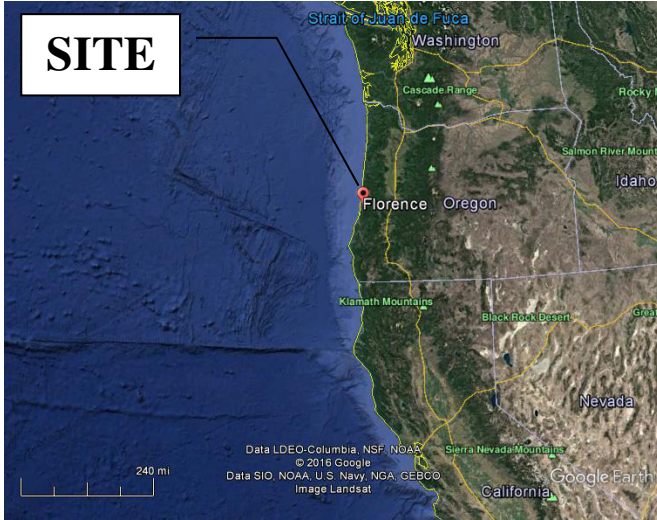 SITE
Strait of Juan de Fuca
Washington
Cascade Range
Rocky
Salmon River Mount
Idaho
Florence
Oregon
Klamath Mountains
Black Rock Desert
Grea
Nevada
Data LDEO-Columbia, NSF, NOAA
© 2016 Google
Data SIO, NOAA, U.S. Navy, NGA, GEBCO
Image Landsat
240 mi
Sierra Nevada Mountains
Google Earth
California